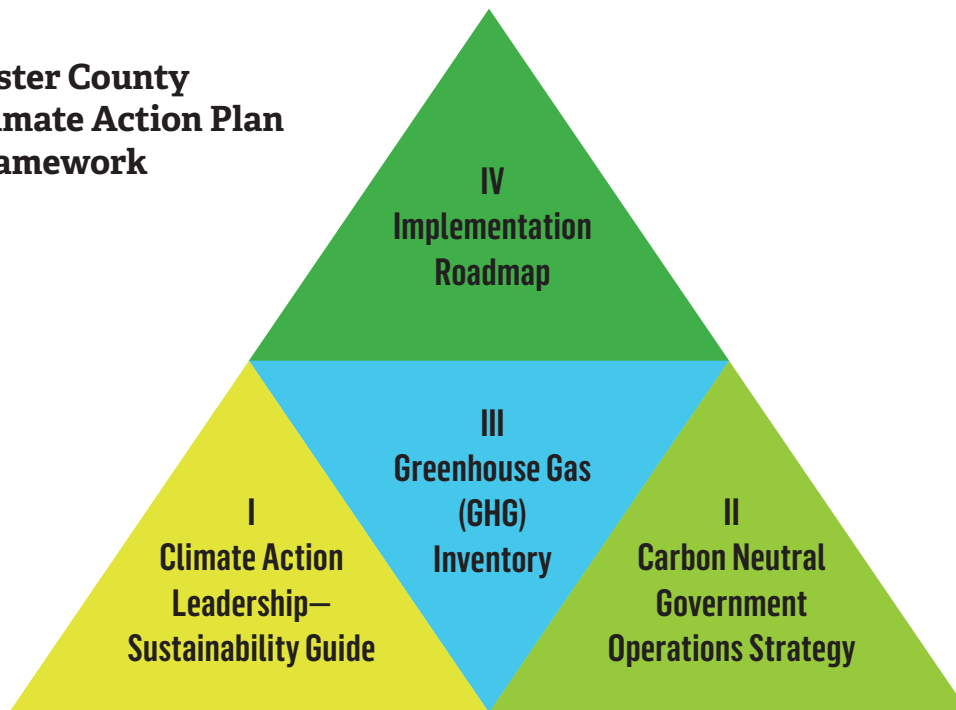 ster County
imate Action Plan
amework
IV
Implementation
Roadmap
III
Greenhouse Gas
(GHG)
Inventory
I
Climate Action
Leadership—
Sustainability Guide
II
Carbon Neutral
Government
Operations Strategy